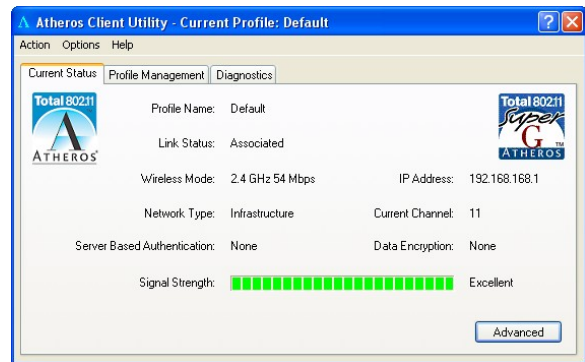 Atheros Client Utility - Current Profile: Default
Action Options Help
Current Status Profile Management Diagnostics
Total 802.11
ATHEROS
Total 802.11
Super
G
TM
ATHEROS
Profile Name: Default
Link Status: Associated
Wireless Mode: 2.4 GHz 54 Mbps IP Address: 192.168.168.1
Network Type: Infrastructure Current Channel: 11
Server Based Authentication: None Data Encryption: None
Signal Strength: Excellent
Advanced